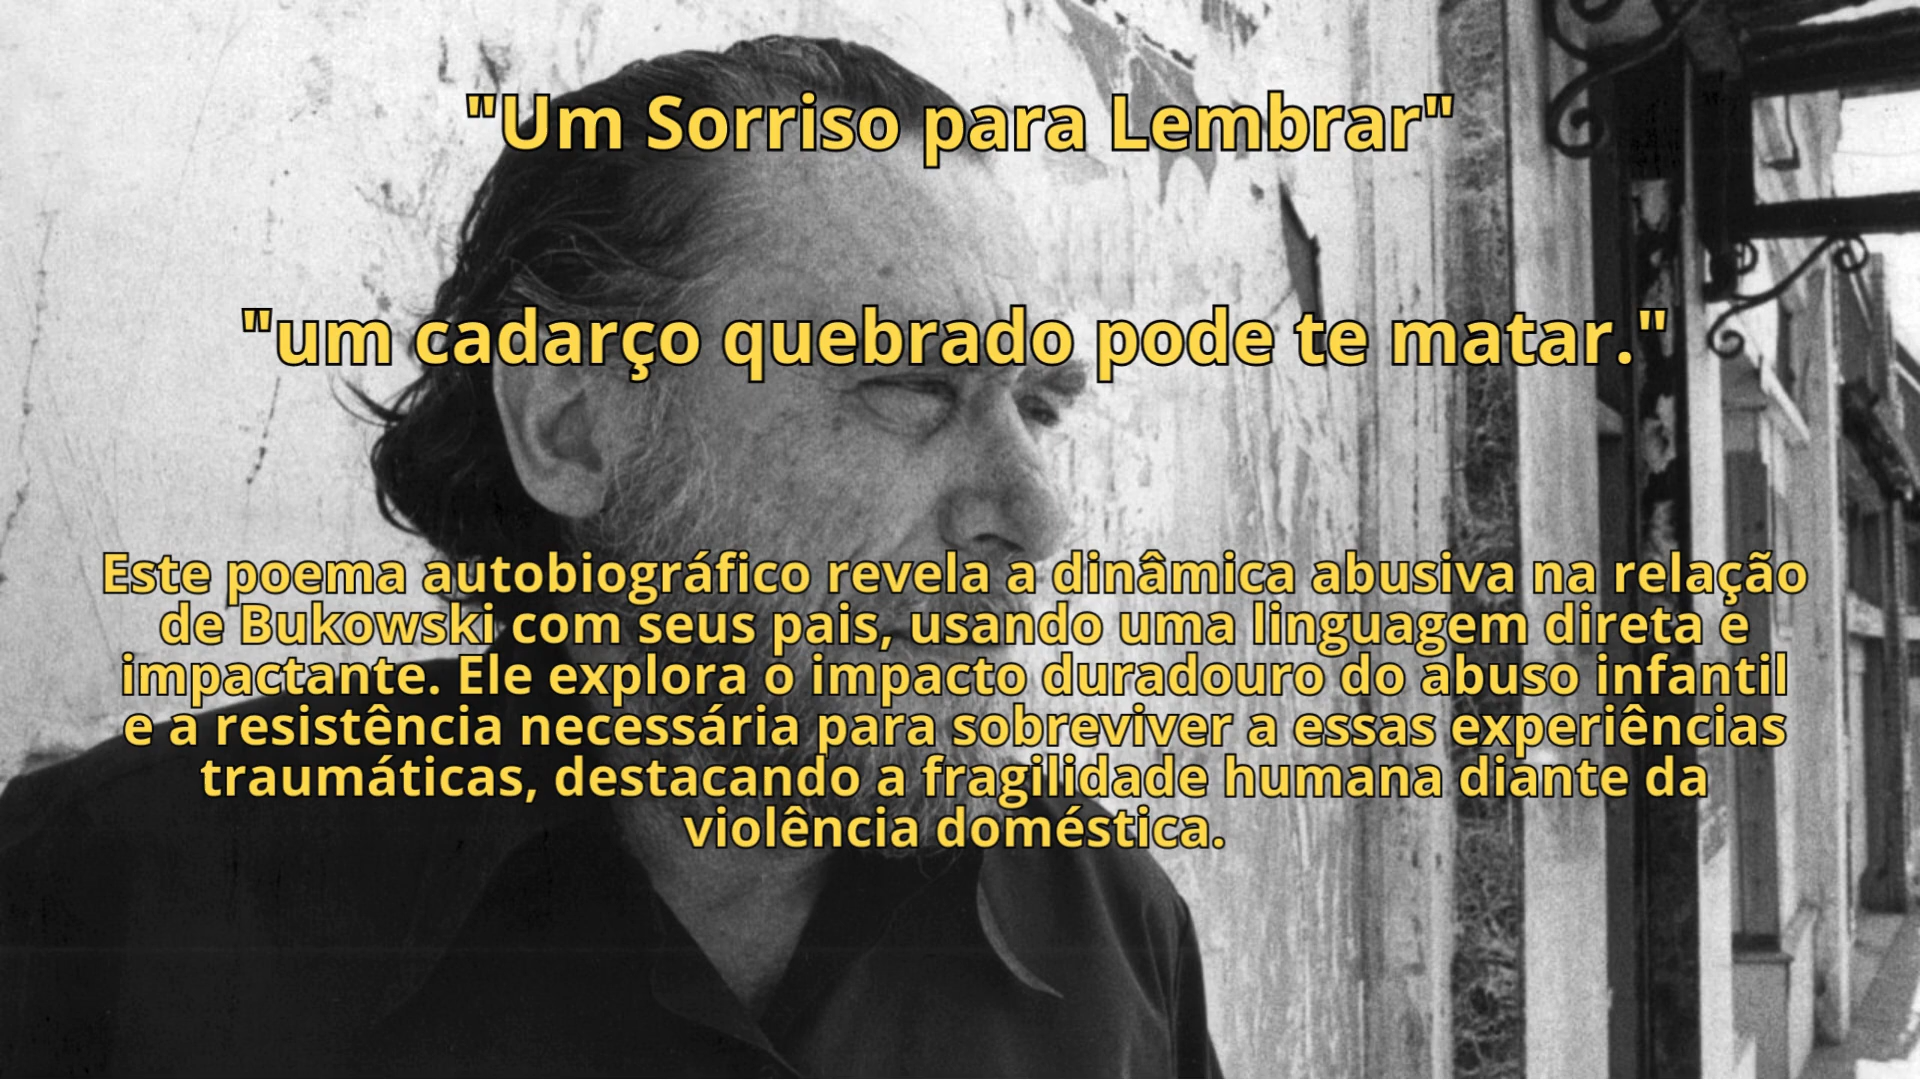 "Um Sorriso para Lembrar"
"um cadarço quebrado pode te matar."
Este poema autobiográfico revela a dinâmica abusiva na relação
de Bukowski com seus pais, usando uma linguagem direta e
impactante. Ele explora o impacto duradouro do abuso infantil
e a resistência necessária para sobreviver a essas experiências
traumáticas, destacando a fragilidade humana diante da
violência doméstica.